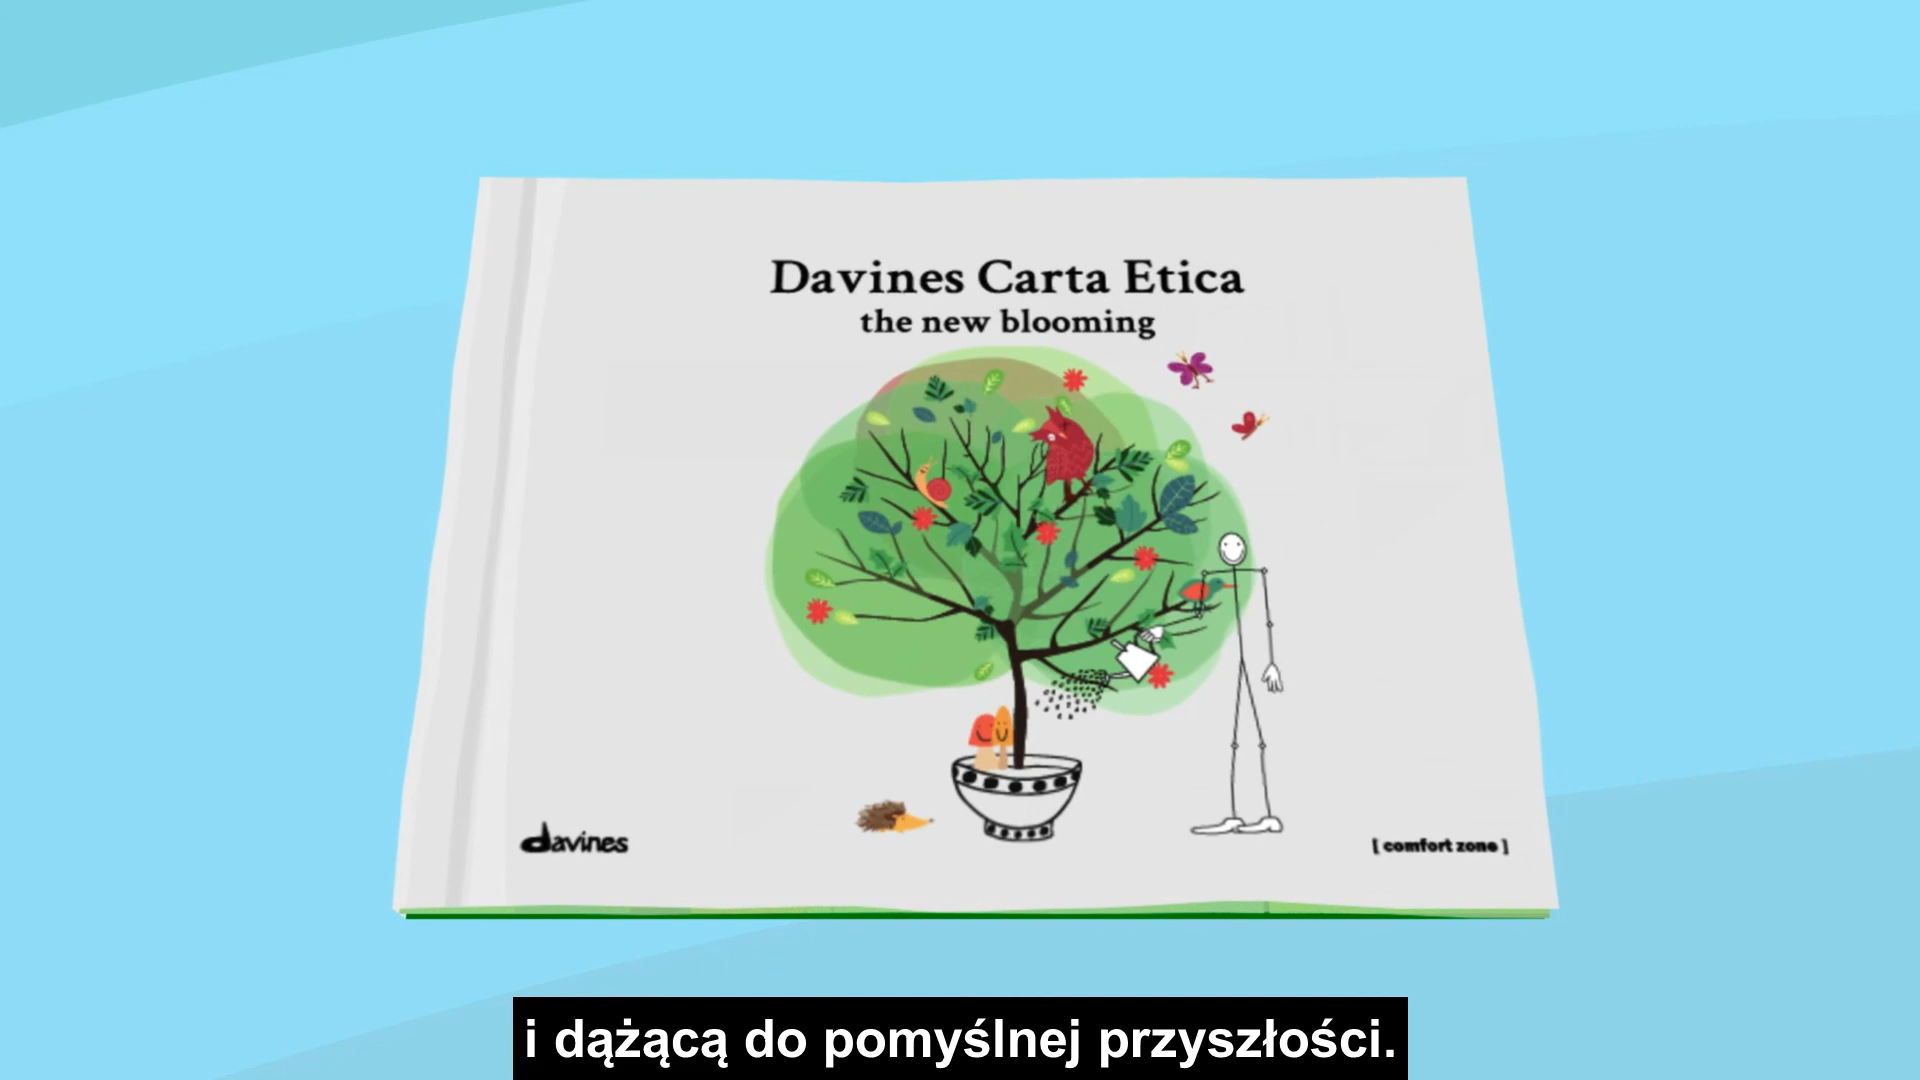 Davines Carta Etica
the new blooming
davines
[ comfort zone ]
i dążącą do pomyślnej przyszłości.